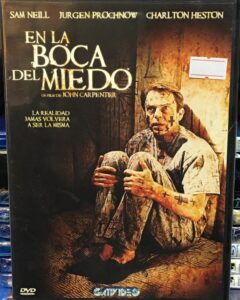 SAM NEILL JURGEN PROCHNOW CHARLTON HESTON
EN LA
BOCA
DEL MIEDO
UN FILM DE JOHN CARPENTER
LA REALIDAD
JAMAS VOLVERA
A SER LA MISMA
DVD
GATIVIDEO